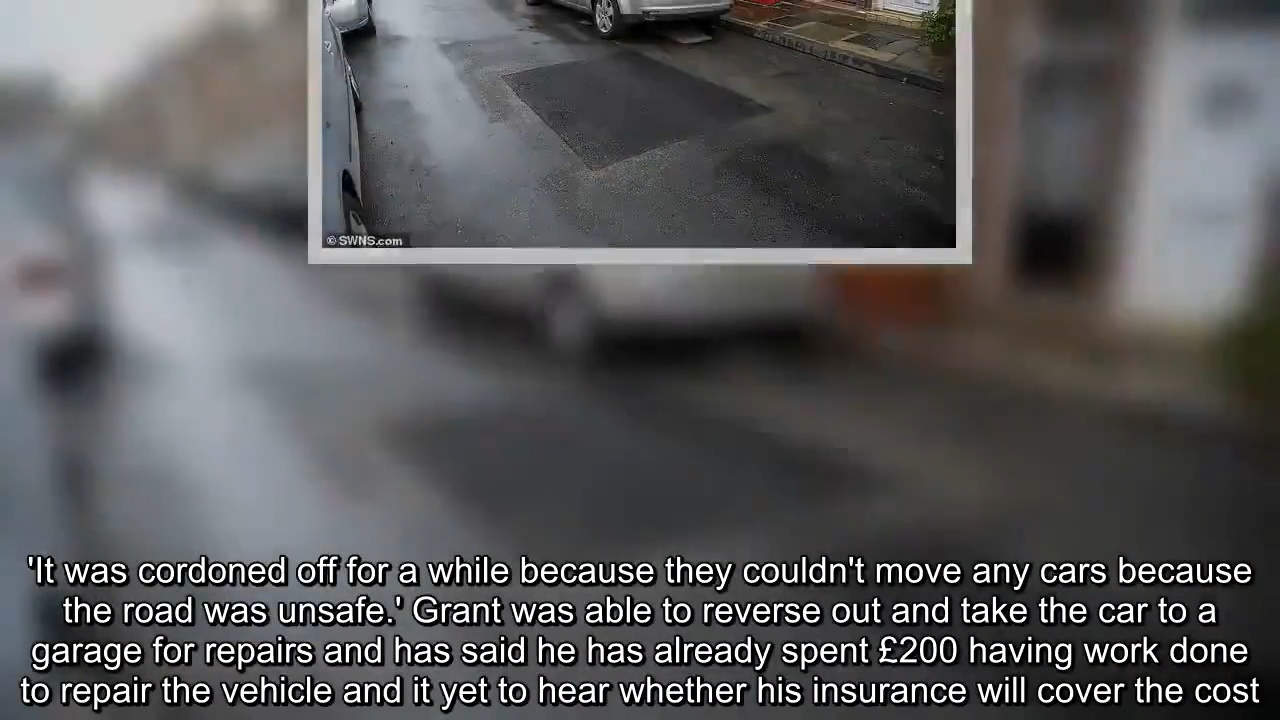 © SWNS.com
'It was cordoned off for a while because they couldn't move any cars because
the road was unsafe.' Grant was able to reverse out and take the car to a
garage for repairs and has said he has already spent £200 having work done
to repair the vehicle and it yet to hear whether his insurance will cover the cost